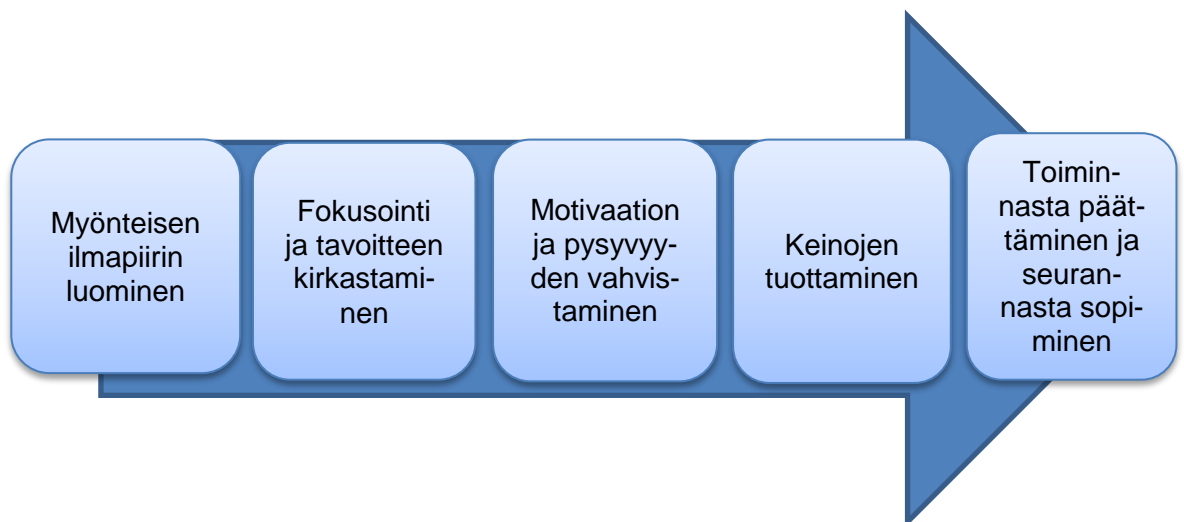 Myönteisen
ilmapiirin
luominen
Fokusointi
ja tavoitteen
kirkastami-
nen
Motivaation
ja pysyvyy-
den vahvis-
taminen
Keinojen
tuottaminen
Toimin-
nasta päät-
täminen ja
seuran-
nasta sopi-
minen